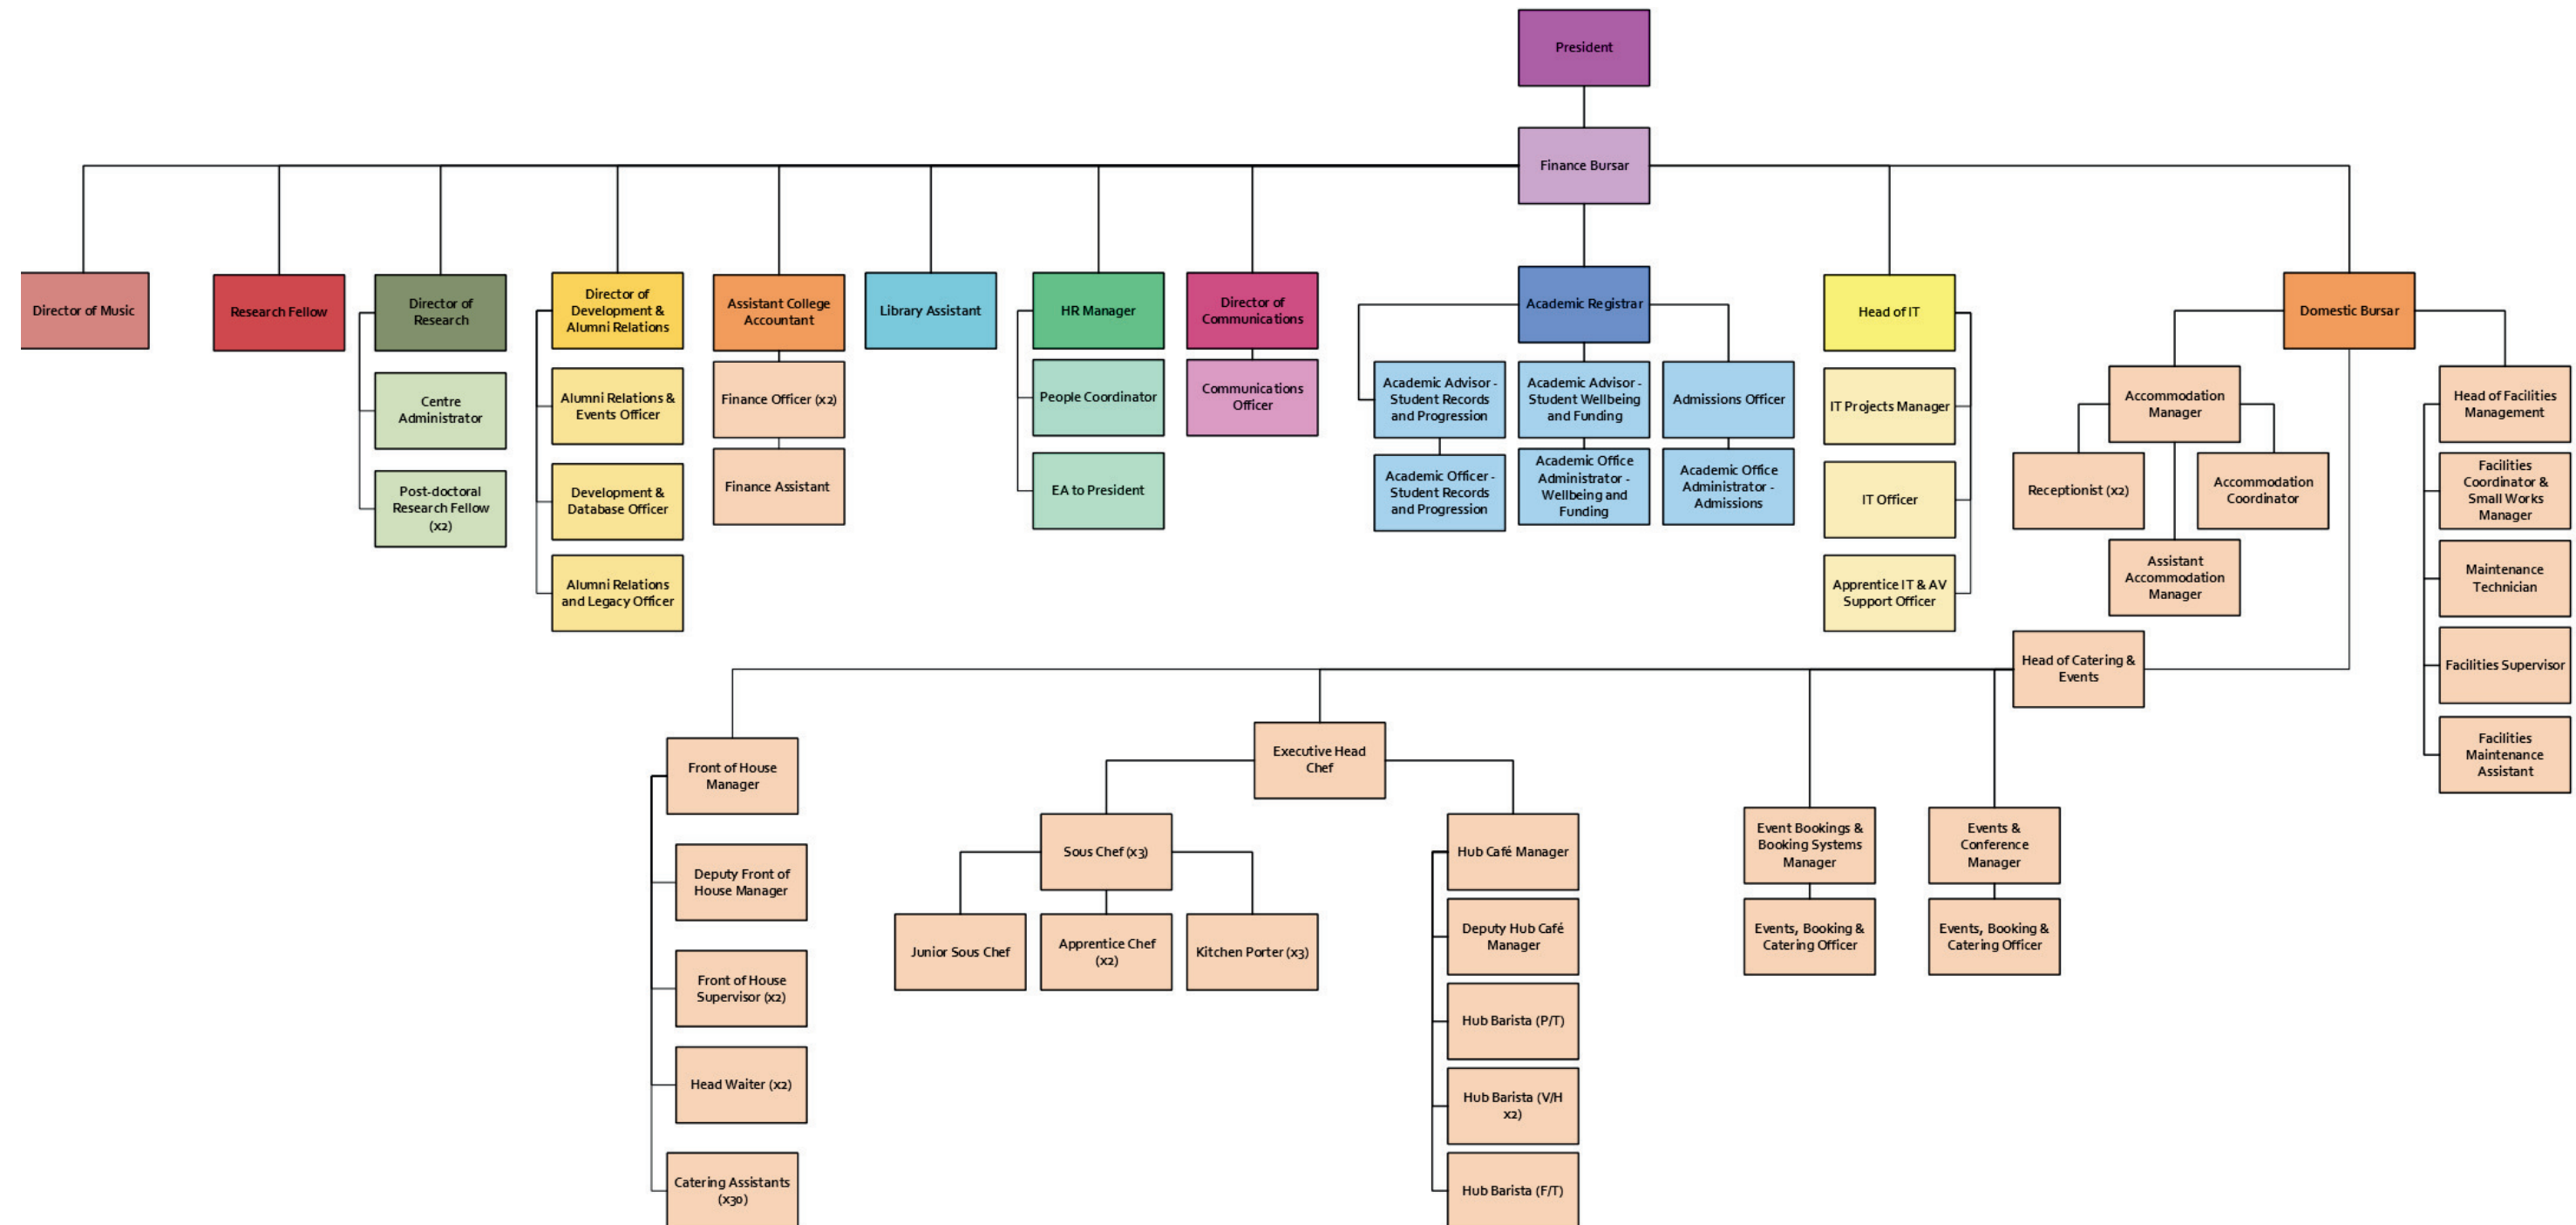 President
Finance Bursar
Director of Music
Research Fellow
Director of
Research
Director of
Development &
Alumni Relations
Assistant College
Accountant
Library Assistant
HR Manager
Director of
Communications
Academic Registrar
Head of IT
Domestic Bursar
Centre
Administrator
Post-doctoral
Research Fellow
(x2)
Alumni Relations &
Events Officer
Development &
Database Officer
Alumni Relations
and Legacy Officer
Finance Officer (x2)
Finance Assistant
People Coordinator
EA to President
Communications
Officer
Academic Advisor -
Student Records
and Progression
Academic Officer -
Student Records
and Progression
Academic Advisor -
Student Wellbeing
and Funding
Academic Office
Administrator -
Wellbeing and
Funding
Admissions Officer
Academic Office
Administrator -
Admissions
IT Projects Manager
IT Officer
Apprentice IT & AV
Support Officer
Accommodation
Manager
Receptionist (x2)
Accommodation
Coordinator
Assistant
Accommodation
Manager
Head of Facilities
Management
Facilities
Coordinator &
Small Works
Manager
Maintenance
Technician
Facilities Supervisor
Facilities
Maintenance
Assistant
Head of Catering &
Events
Front of House
Manager
Deputy Front of
House Manager
Front of House
Supervisor (x2)
Head Waiter (x2)
Catering Assistants
(x30)
Executive Head
Chef
Sous Chef (x3)
Junior Sous Chef
Apprentice Chef
(x2)
Kitchen Porter (x3)
Hub Café Manager
Deputy Hub Café
Manager
Hub Barista (P/T)
Hub Barista (V/H
x2)
Hub Barista (F/T)
Event Bookings &
Booking Systems
Manager
Events, Booking &
Catering Officer
Events &
Conference
Manager
Events, Booking &
Catering Officer